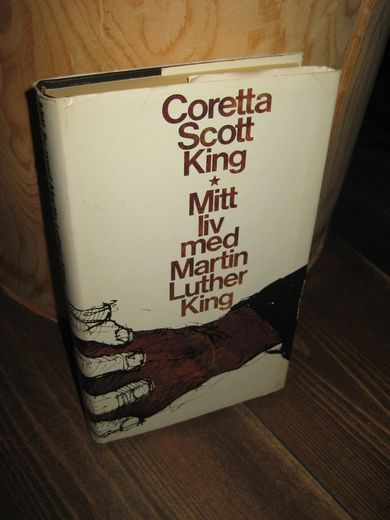 Coretta
Scott
King
★
Mitt
liv
med
Martin
Luther
King